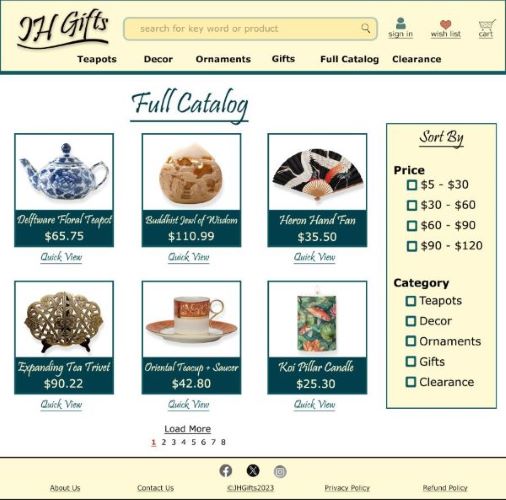 JH Gifts
search for key word or product
sign in
wish list
cart
Teapots Decor Ornaments Gifts Full Catalog Clearance
Full Catalog
Delftware Floral Teapot
$65.75
Quick View
Buddhist Jewl of Wisdom
$110.99
Quick View
Heron Hand Fan
$35.50
Quick View
Expanding Tea Trivet
$90.22
Quick View
Oriental Teacup + Saucer
$42.80
Quick View
Koi Pillar Candle
$25.30
Quick View
Sort By
Price
$5 - $30
$30 - $60
$60 - $90
$90 - $120
Category
Teapots
Decor
Ornaments
Gifts
Clearance
Load More
1 2 3 4 5 6 7 8
About Us Contact Us ©JHGifts2023 Privacy Policy Refund Policy